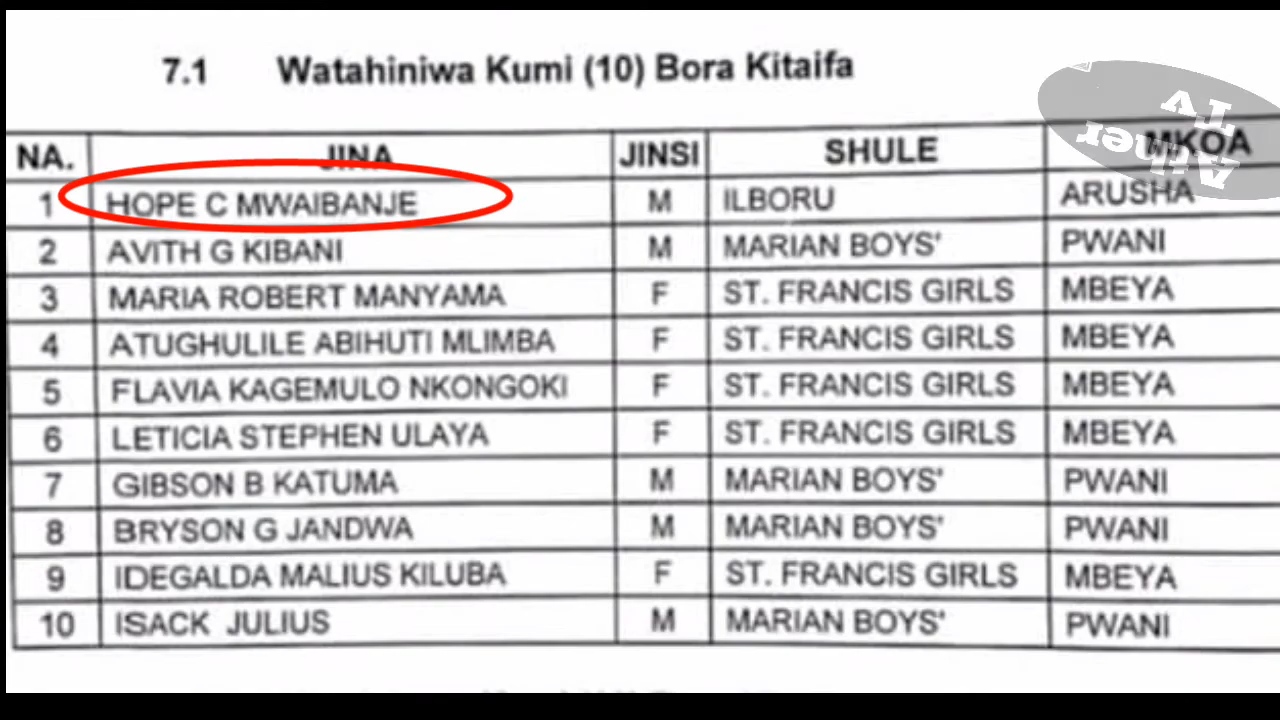 7.1 Watahiniwa Kumi (10) Bora Kitaifa
NA. JINA JINSI SHULE MKOA
1 HOPE C MWAIBANJE M ILBORU ARUSHA
2 AVITH G KIBANI M MARIAN BOYS' PWANI
3 MARIA ROBERT MANYAMA F ST. FRANCIS GIRLS MBEYA
4 ATUGHULILE ABIHUTI MLIMBA F ST. FRANCIS GIRLS MBEYA
5 FLAVIA KAGEMULO NKONGOKI F ST. FRANCIS GIRLS MBEYA
6 LETICIA STEPHEN ULAYA F ST. FRANCIS GIRLS MBEYA
7 GIBSON B KATUMA M MARIAN BOYS' PWANI
8 BRYSON G JANDWA M MARIAN BOYS' PWANI
9 IDEGALDA MALIUS KILUBA F ST. FRANCIS GIRLS MBEYA
10 ISACK JULIUS M MARIAN BOYS' PWANI